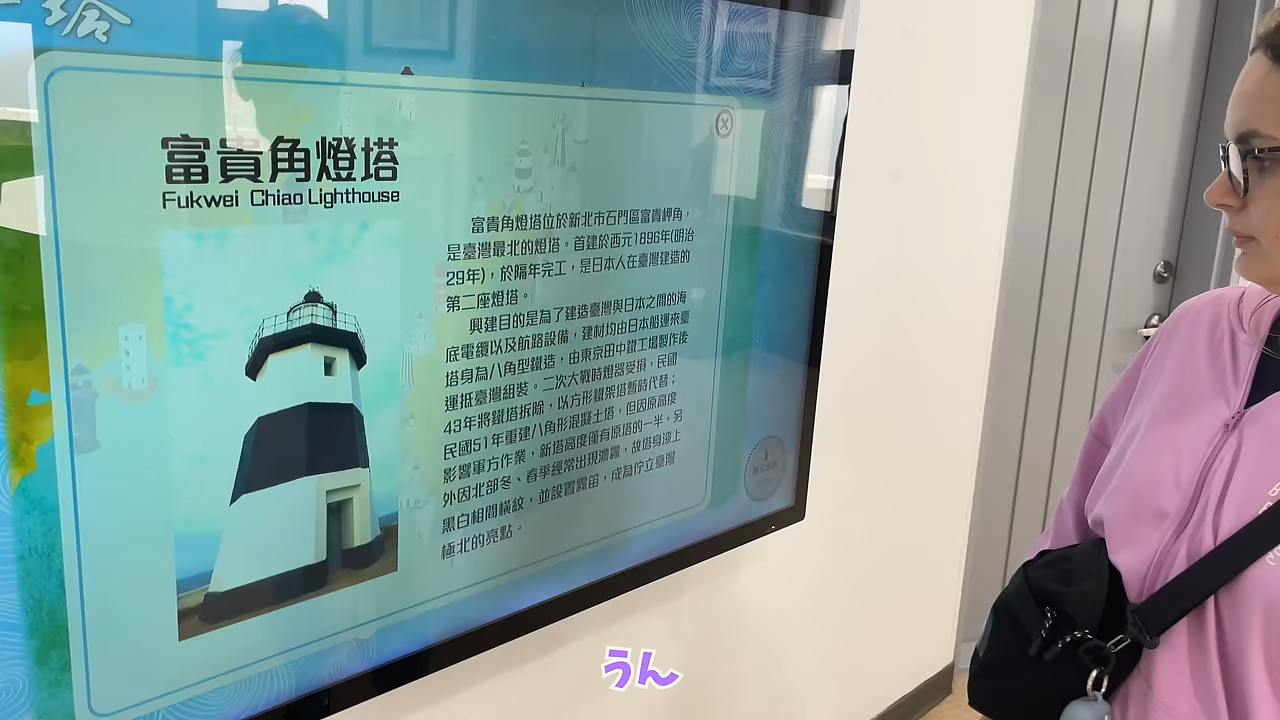 塔
富貴角燈塔
Fukwei Chiao Lighthouse
富貴角燈塔位於新北市石門區富貴岬角，
是臺灣最北的燈塔。首建於西元1896年(明治
29年)，於隔年完工，是日本人在臺灣建造的
第二座燈塔。
興建目的是為了建造臺灣與日本之間的海
底電纜以及航路設備，建材均由日本船運來臺
塔身為八角型鐵造，由東京田中鐵工場製作後
運抵臺灣組裝。二次大戰時燈器受損，民國
43年將鐵塔拆除，以方形鐵架塔暫時代替；
民國51年重建八角形混凝土塔，但因原高度
影響軍方作業，新塔高度僅有原塔的一半。另
外因北部冬、春季經常出現濃霧，故塔身漆上
黑白相間橫紋，並設置霧笛，成為佇立臺灣
極北的亮點。
うん